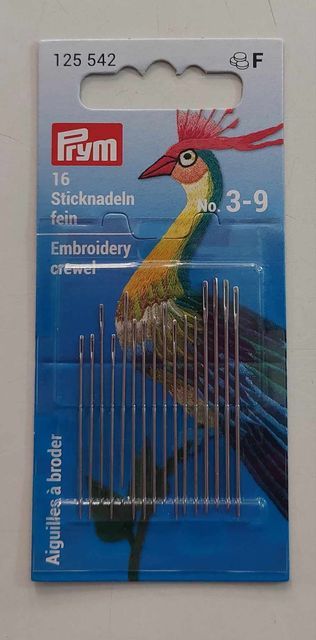 125 542
F
Prym
16
Sticknadeln
fein
No. 3-9
Embroidery
crewel
Aiguilles à broder